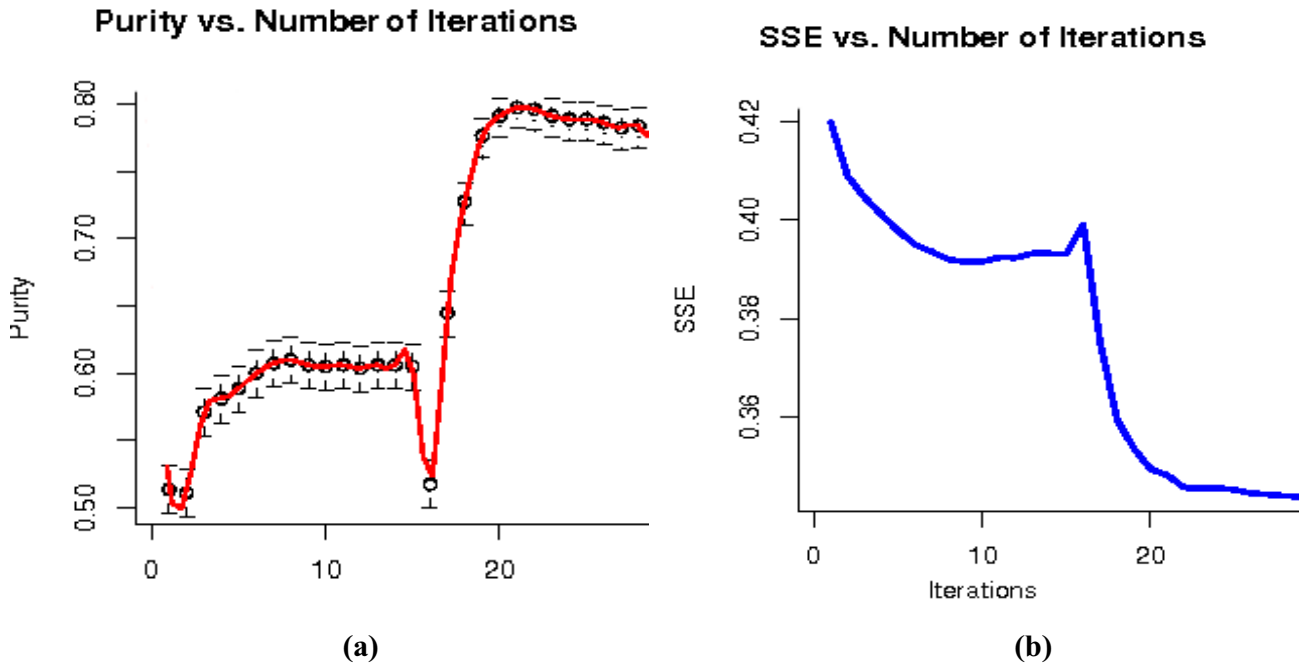 Purity vs. Number of Iterations
Purity
0.80
0.70
0.60
0.50
0
10
20
(a)
SSE vs. Number of Iterations
SSE
0.42
0.40
0.38
0.36
0
10
20
Iterations
(b)